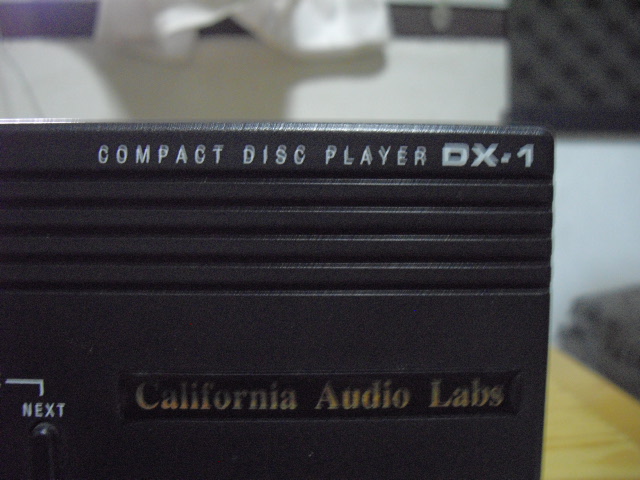 COMPACT DISC PLAYER DX-1
NEXT
California Audio Labs